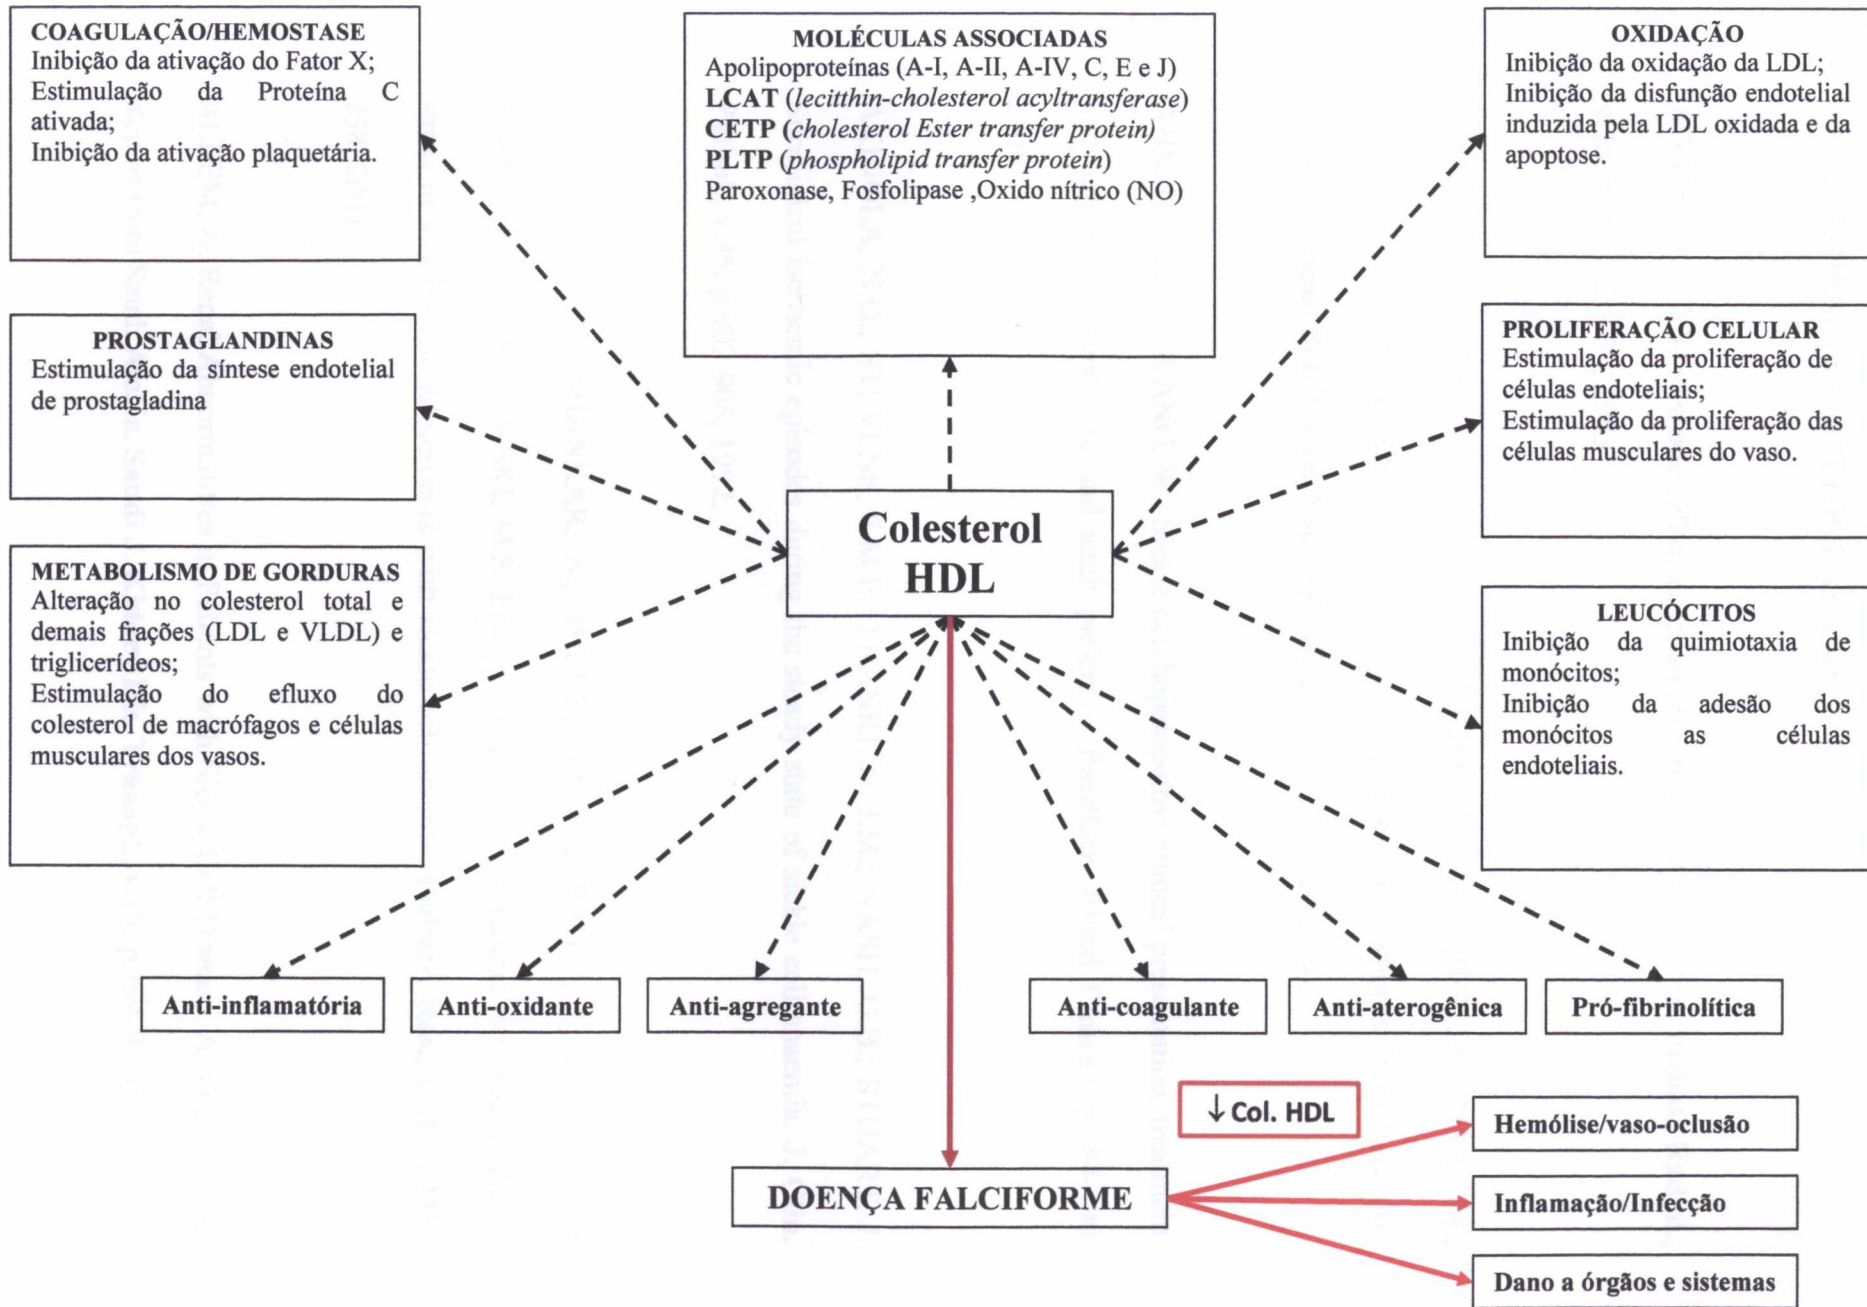 COAGULAÇÃO/HEMOSTASE
Inibição da ativação do Fator X;
Estimulação da Proteína C
ativada;
Inibição da ativação plaquetária.
MOLÉCULAS ASSOCIADAS
Apolipoproteínas (A-I, A-II, A-IV, C, E e J)
LCAT (lecitthin-cholesterol acyltransferase)
CETP (cholesterol Ester transfer protein)
PLTP (phospholipid transfer protein)
Paroxonase, Fosfolipase ,Oxido nítrico (NO)
OXIDAÇÃO
Inibição da oxidação da LDL;
Inibição da disfunção endotelial
induzida pela LDL oxidada e da
apoptose.
PROSTAGLANDINAS
Estimulação da síntese endotelial
de prostagladina
PROLIFERAÇÃO CELULAR
Estimulação da proliferação de
células endoteliais;
Estimulação da proliferação das
células musculares do vaso.
Colesterol
HDL
METABOLISMO DE GORDURAS
Alteração no colesterol total e
demais frações (LDL e VLDL) e
triglicerídeos;
Estimulação do efluxo do
colesterol de macrófagos e células
musculares dos vasos.
LEUCÓCITOS
Inibição da quimiotaxia de
monócitos;
Inibição da adesão dos
monócitos as células
endoteliais.
Anti-inflamatória
Anti-oxidante
Anti-agregante
Anti-coagulante
Anti-aterogênica
Pró-fibrinolítica
↓ Col. HDL
DOENÇA FALCIFORME
Hemólise/vaso-oclusão
Inflamação/Infecção
Dano a órgãos e sistemas